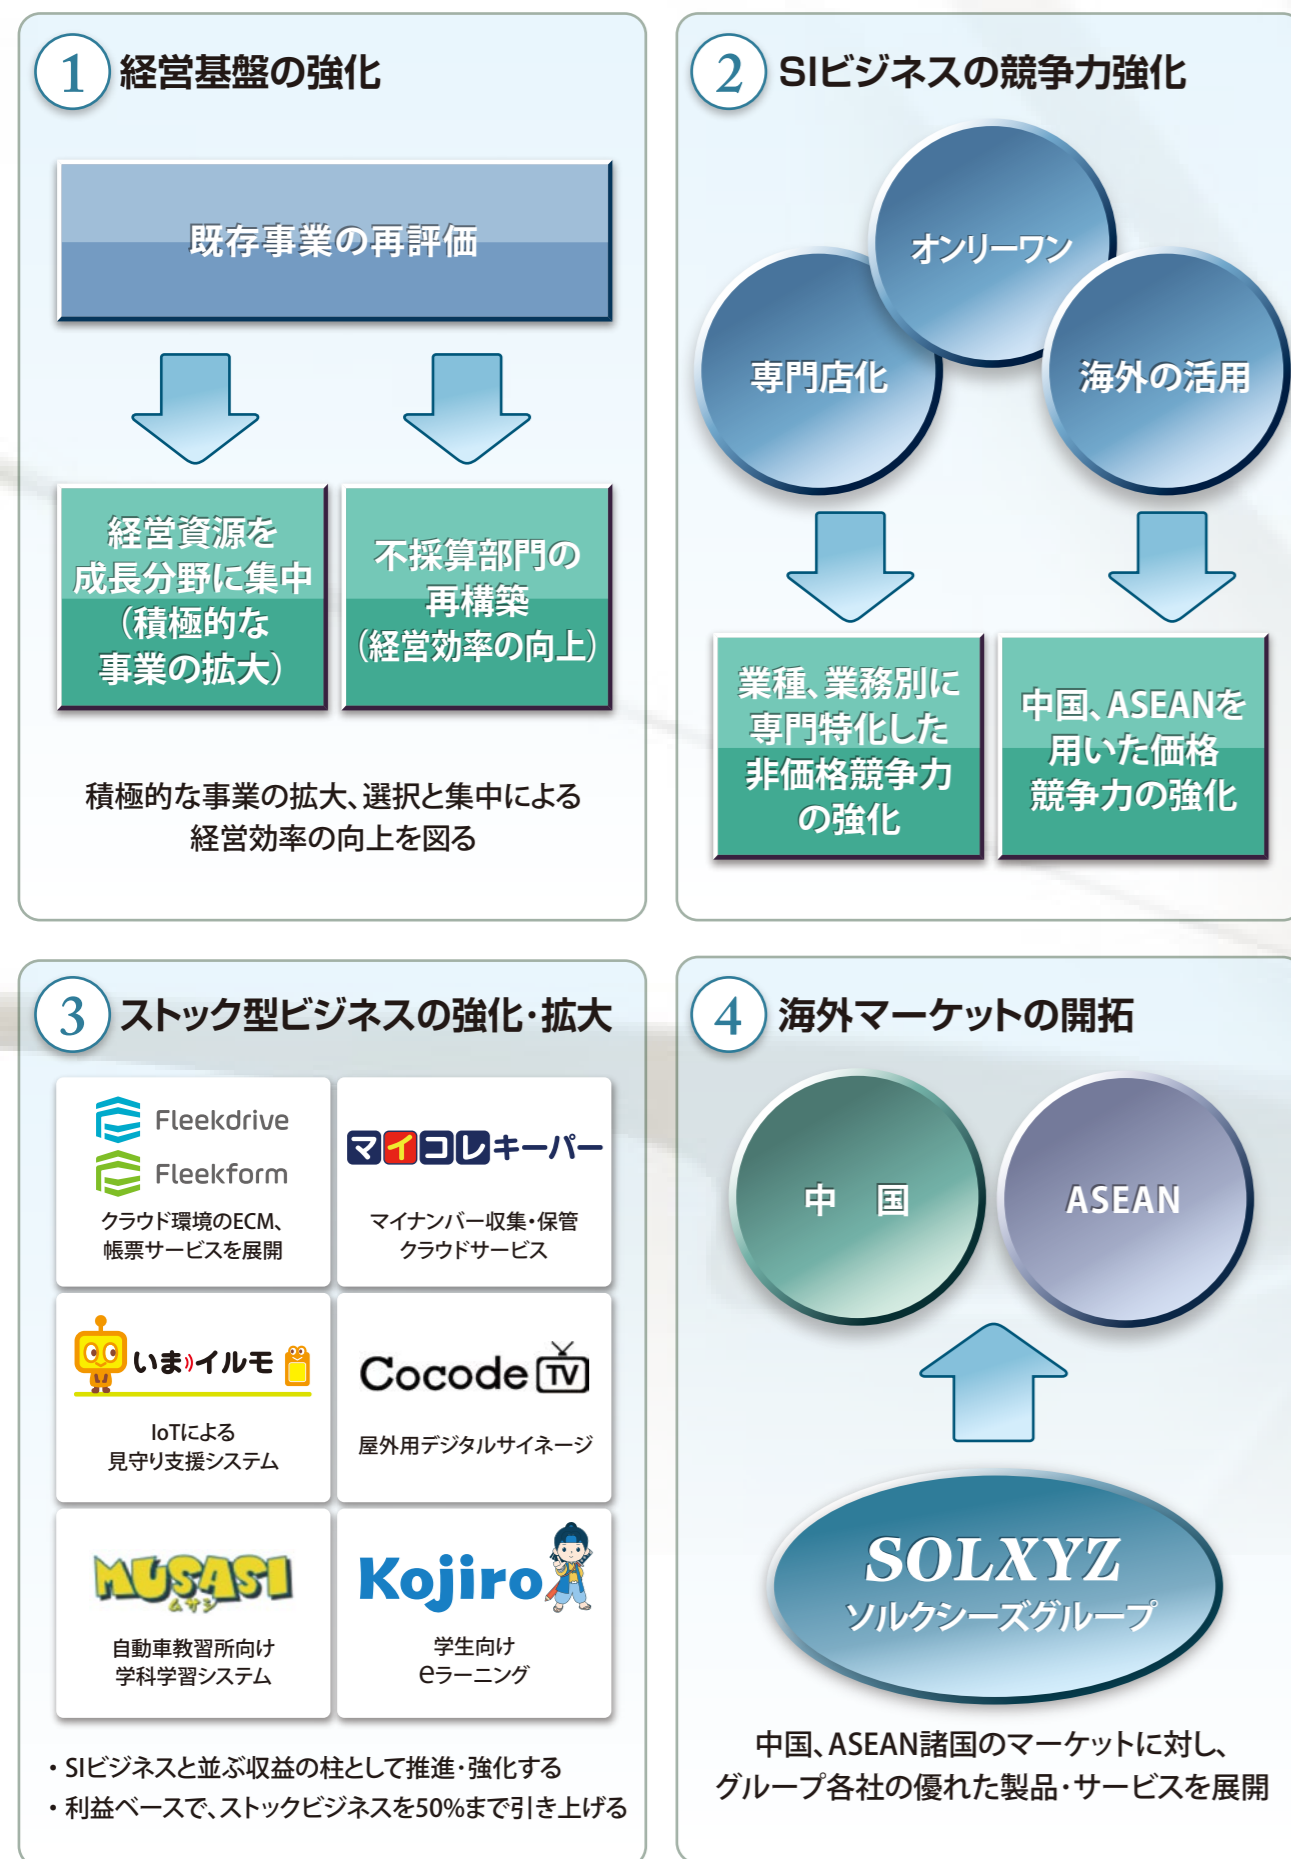 1 経営基盤の強化
既存事業の再評価
経営資源を
成長分野に集中
（積極的な
事業の拡大）
不採算部門の
再構築
（経営効率の向上）
積極的な事業の拡大、選択と集中による
経営効率の向上を図る
2 SIビジネスの競争力強化
オンリーワン
専門店化
海外の活用
業種、業務別に
専門特化した
非価格競争力
の強化
中国、ASEANを
用いた価格
競争力の強化
3 ストック型ビジネスの強化・拡大
Fleekdrive
Fleekform
クラウド環境のECM、
帳票サービスを展開
マイコレキーパー
マイナンバー収集・保管
クラウドサービス
いまイルモ
IoTによる
見守り支援システム
Cocode TV
屋外用デジタルサイネージ
MUSASI
ムサシ
自動車教習所向け
学科学習システム
Kojiro
学生向け
eラーニング
・SIビジネスと並ぶ収益の柱として推進・強化する
・利益ベースで、ストックビジネスを50%まで引き上げる
4 海外マーケットの開拓
中　国
ASEAN
SOLXYZ
ソルクシーズグループ
中国、ASEAN諸国のマーケットに対し、
グループ各社の優れた製品・サービスを展開